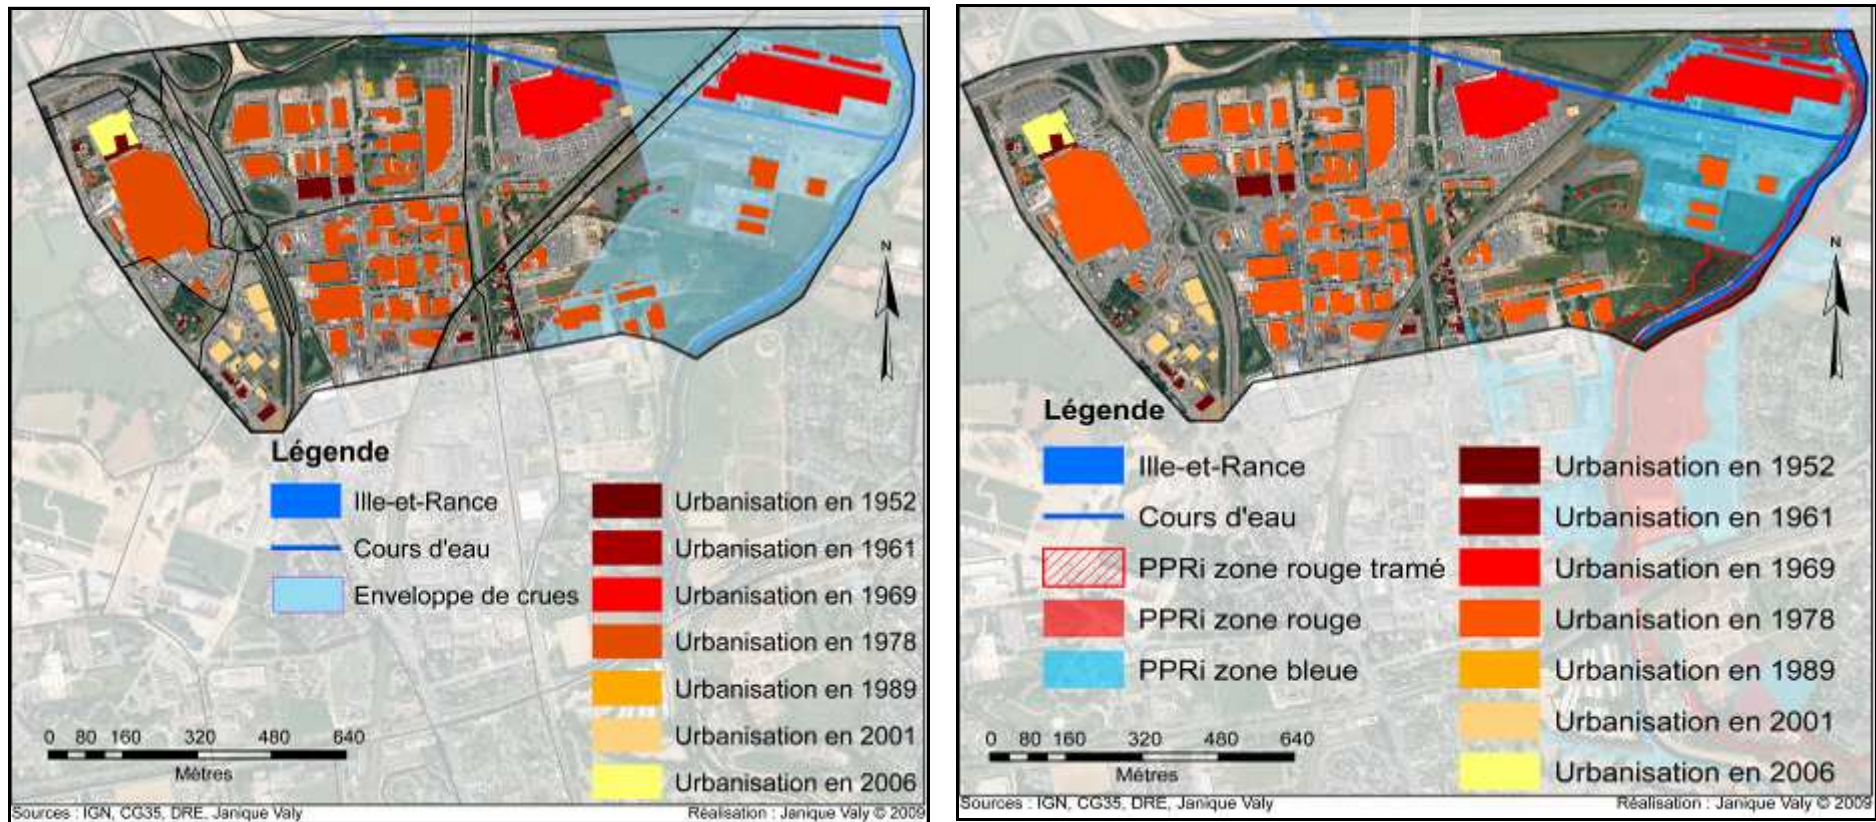 N
Légende
Ille-et-Rance
Cours d'eau
Enveloppe de crues
Urbanisation en 1952
Urbanisation en 1961
Urbanisation en 1969
Urbanisation en 1978
Urbanisation en 1989
Urbanisation en 2001
Urbanisation en 2006
0 80 160 320 480 640
Mètres
Sources : IGN, CG35, DRE, Janique Valy
Réalisation : Janique Valy © 2009
N
Légende
Ille-et-Rance
Cours d'eau
PPRi zone rouge tramé
PPRi zone rouge
PPRi zone bleue
Urbanisation en 1952
Urbanisation en 1961
Urbanisation en 1969
Urbanisation en 1978
Urbanisation en 1989
Urbanisation en 2001
Urbanisation en 2006
0 80 160 320 480 640
Mètres
Sources : IGN, CG35, DRE, Janique Valy
Réalisation : Janique Valy © 2009